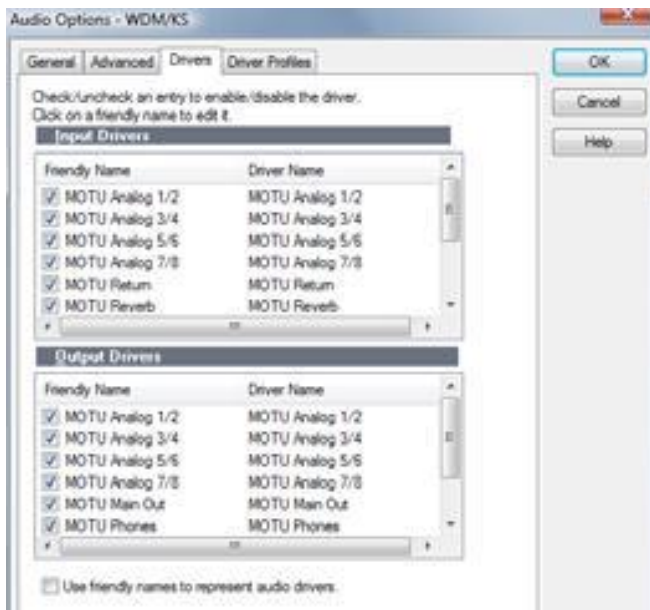 Audio Options - WDM/KS
General Advanced Drivers Driver Profiles
OK
Check/uncheck an entry to enable/disable the driver.
Click on a friendly name to edit it.
Cancel
Input Drivers
Help
Friendly Name Driver Name
MOTU Analog 1/2 MOTU Analog 1/2
MOTU Analog 3/4 MOTU Analog 3/4
MOTU Analog 5/6 MOTU Analog 5/6
MOTU Analog 7/8 MOTU Analog 7/8
MOTU Return MOTU Return
MOTU Reverb MOTU Reverb
Output Drivers
Friendly Name Driver Name
MOTU Analog 1/2 MOTU Analog 1/2
MOTU Analog 3/4 MOTU Analog 3/4
MOTU Analog 5/6 MOTU Analog 5/6
MOTU Analog 7/8 MOTU Analog 7/8
MOTU Main Out MOTU Main Out
MOTU Phones MOTU Phones
Use friendly names to represent audio drivers.